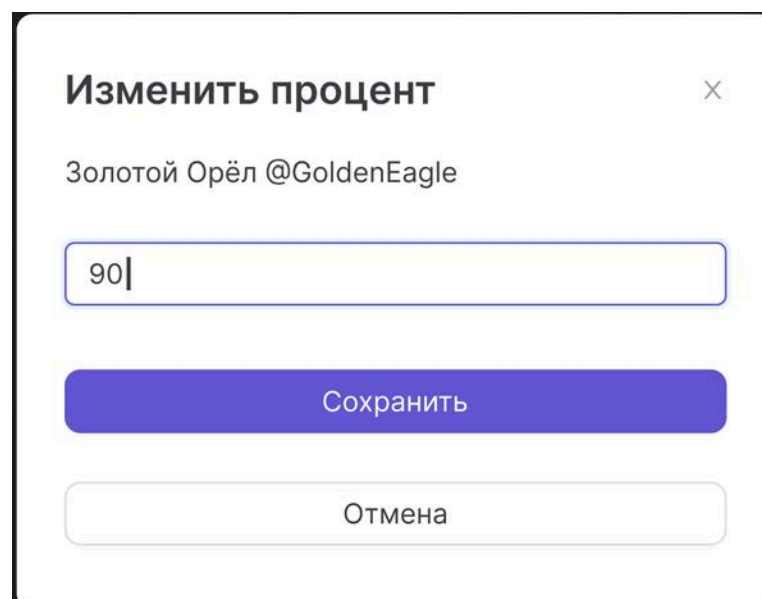 Изменить процент
Золотой Орёл @GoldenEagle
90
Сохранить
Отмена